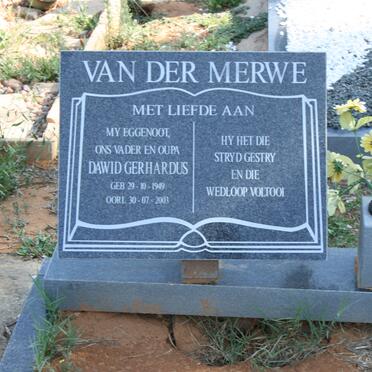 VAN DER MERWE
MET LIEFDE AAN
MY EGGENOOT,
ONS VADER EN OUPA
DAWID GERHARDUS
GEB 29-10-1949
OORL 30-07-2003
HY HET DIE
STRYD GESTRY
EN DIE
WEDLOOP VOLTOOI